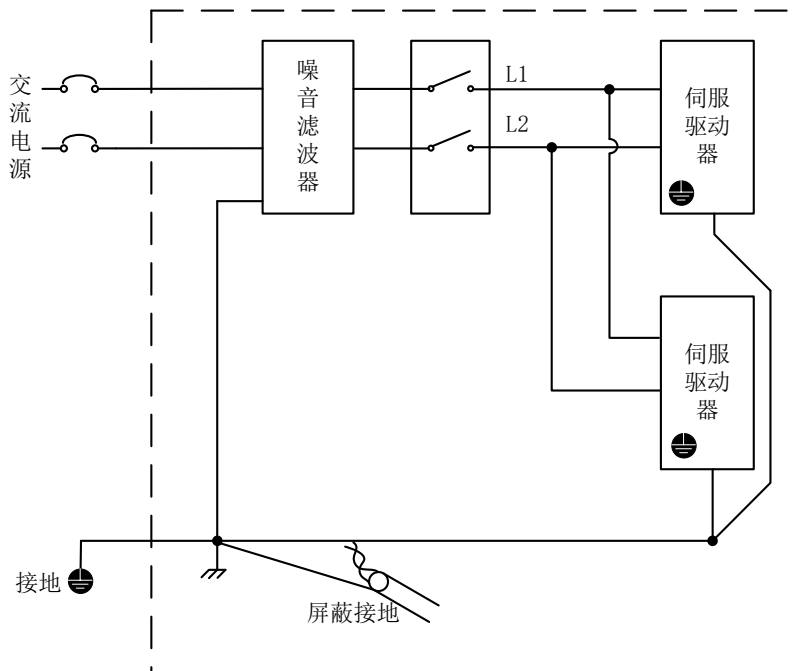 交
流
电
源
噪
音
滤
波
器
L1
L2
伺服
驱动
器
伺服
驱动
器
接地
屏蔽接地